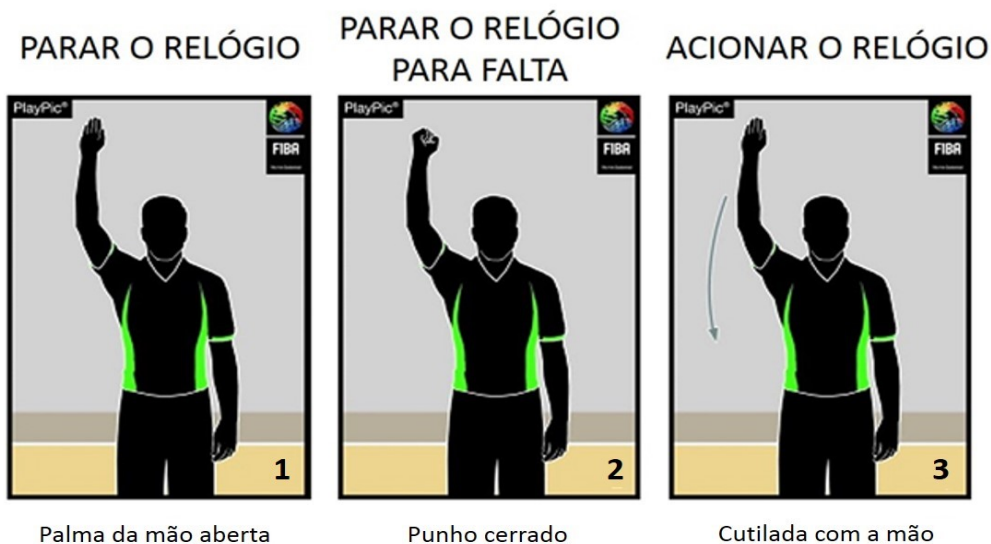 PARAR O RELÓGIO
PARAR O RELÓGIO
PARA FALTA
ACIONAR O RELÓGIO
PlayPic®
FIBA
1
PlayPic®
FIBA
2
PlayPic®
FIBA
3
Palma da mão aberta
Punho cerrado
Cutilada com a mão